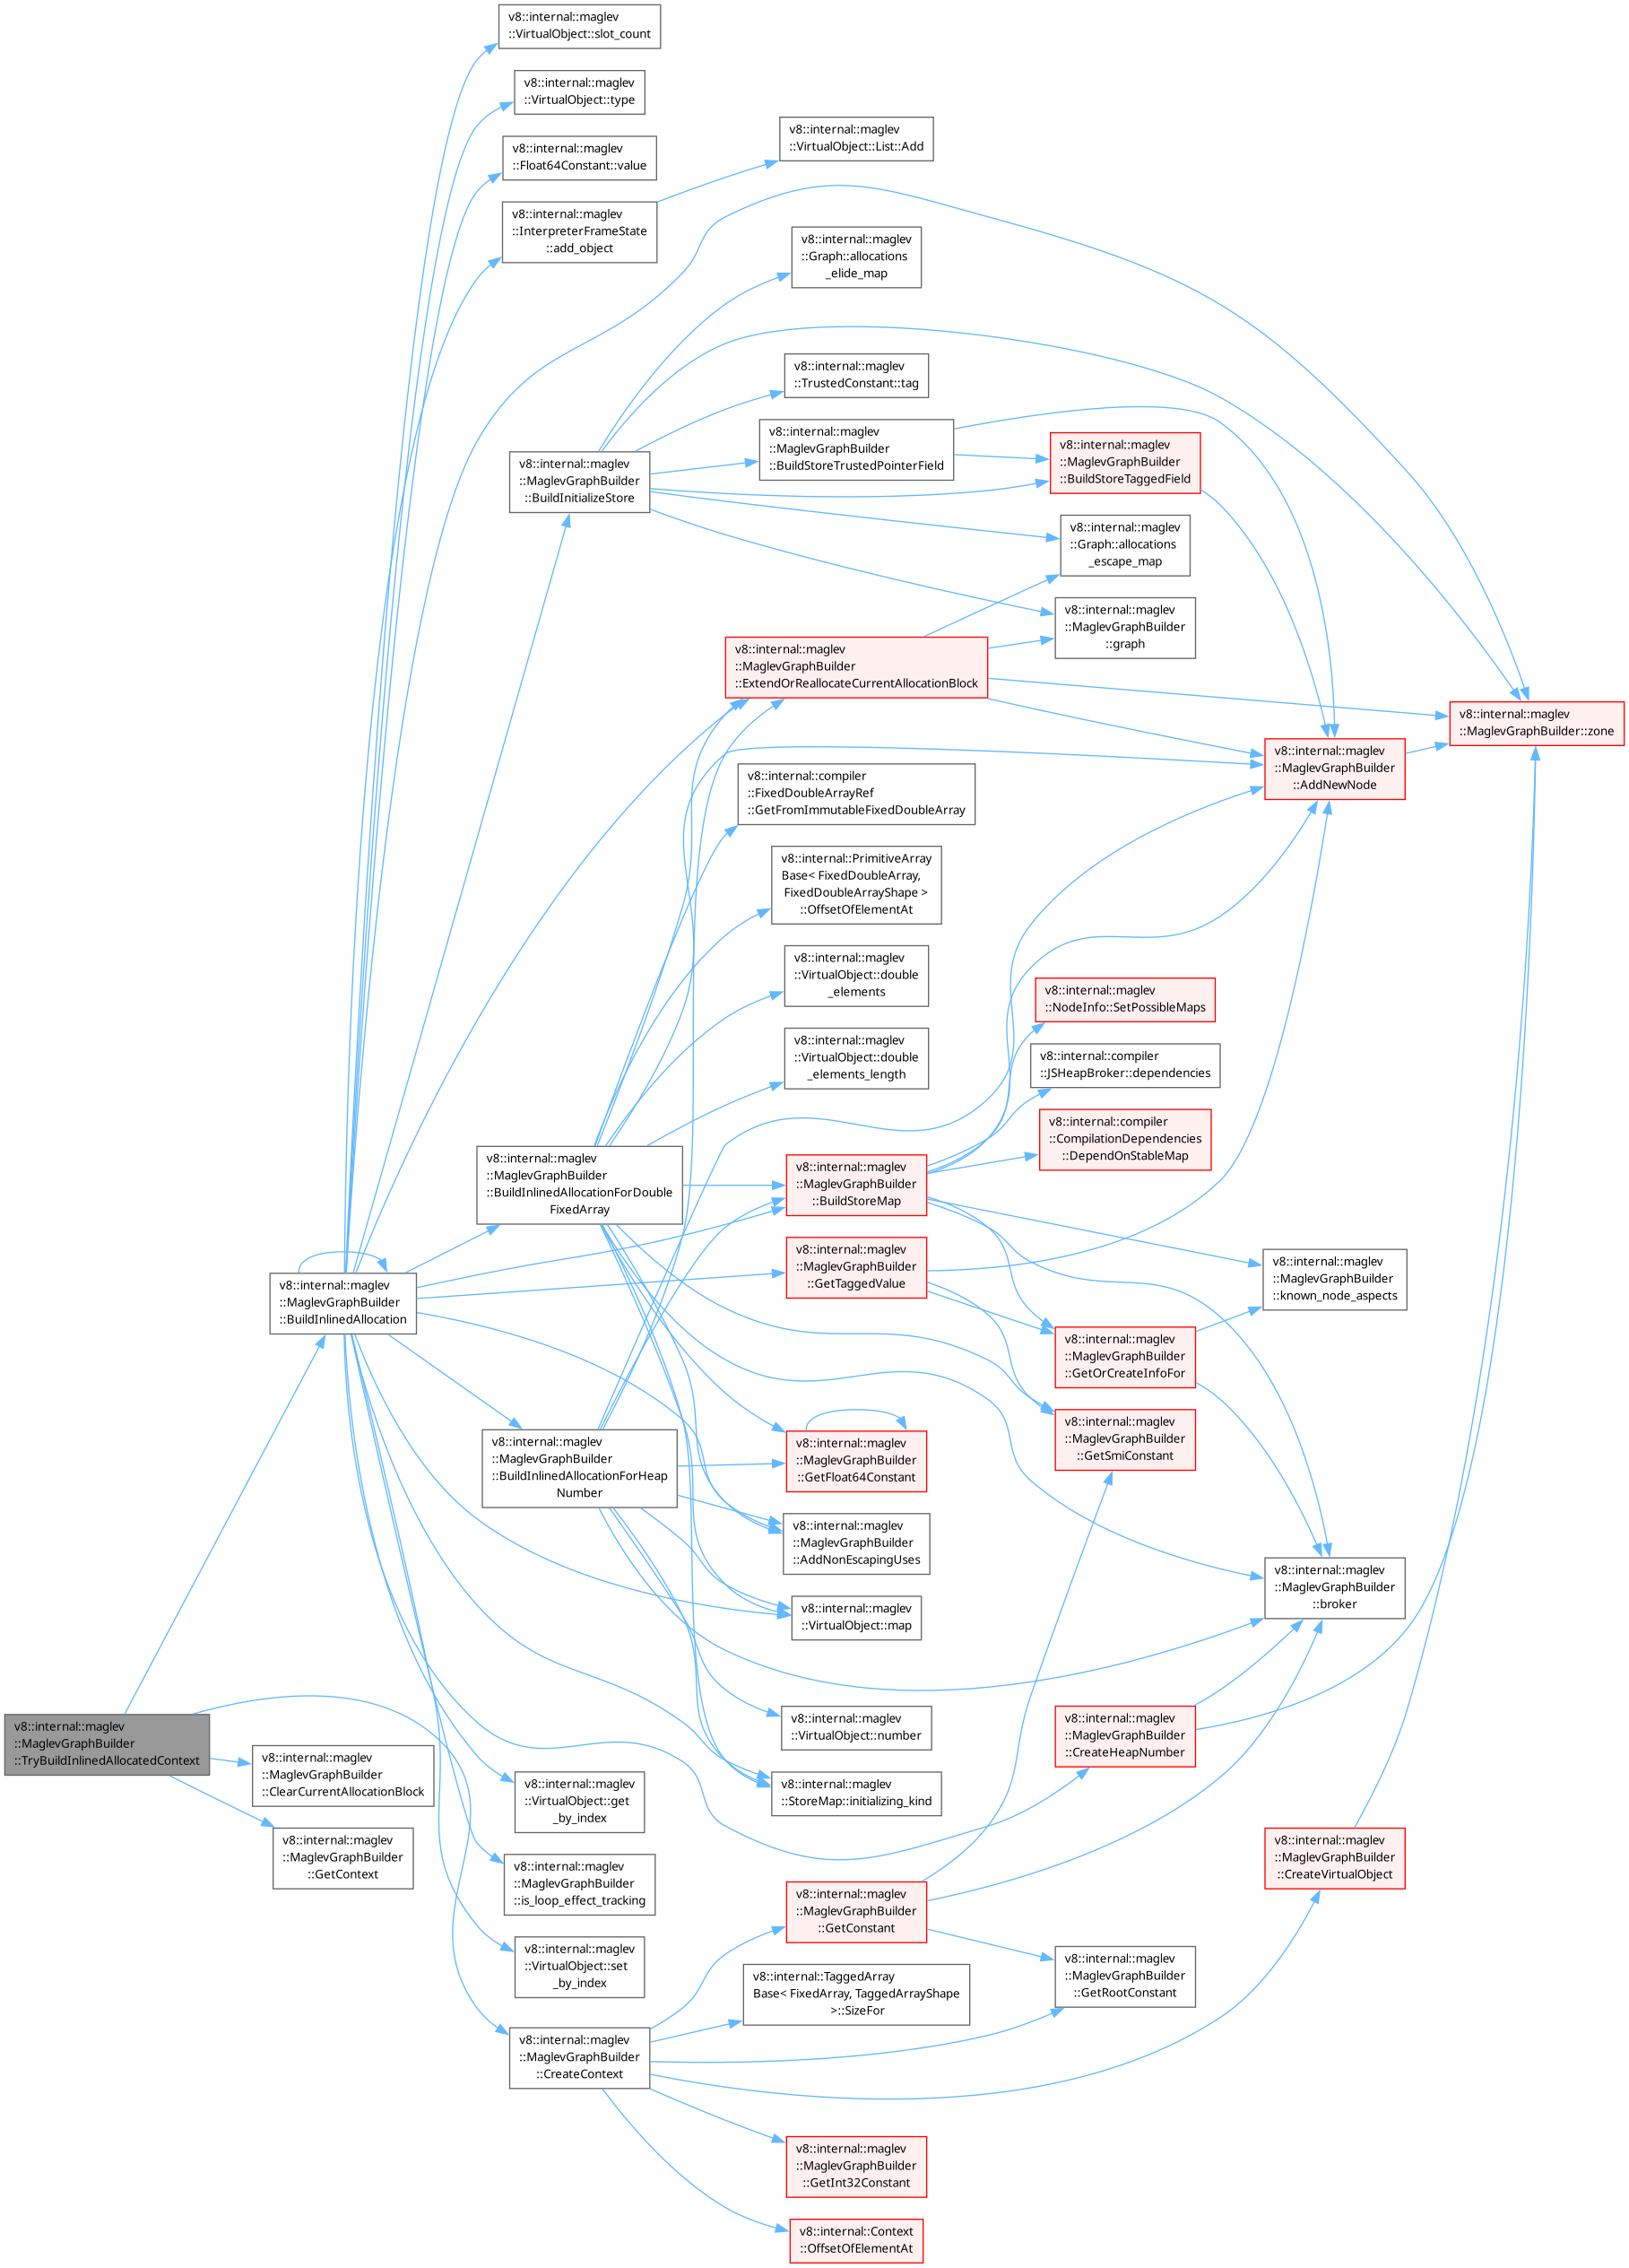 v8::internal::maglev
::VirtualObject::slot_count
v8::internal::maglev
::VirtualObject::type
v8::internal::maglev
::Float64Constant::value
v8::internal::maglev
::InterpreterFrameState
::add_object
v8::internal::maglev
::VirtualObject::List::Add
v8::internal::maglev
::Graph::allocations
_elide_map
v8::internal::maglev
::TrustedConstant::tag
v8::internal::maglev
::MaglevGraphBuilder
::BuildStoreTrustedPointerField
v8::internal::maglev
::MaglevGraphBuilder
::BuildStoreTaggedField
v8::internal::maglev
::MaglevGraphBuilder
::BuildInitializeStore
v8::internal::maglev
::Graph::allocations
_escape_map
v8::internal::maglev
::MaglevGraphBuilder
::graph
v8::internal::maglev
::MaglevGraphBuilder
::ExtendOrReallocateCurrentAllocationBlock
v8::internal::maglev
::MaglevGraphBuilder::zone
v8::internal::maglev
::MaglevGraphBuilder
::AddNewNode
v8::internal::compiler
::FixedDoubleArrayRef
::GetFromImmutableFixedDoubleArray
v8::internal::PrimitiveArray
Base< FixedDoubleArray,
FixedDoubleArrayShape >
::OffsetOfElementAt
v8::internal::maglev
::VirtualObject::double
_elements
v8::internal::maglev
::NodeInfo::SetPossibleMaps
v8::internal::maglev
::VirtualObject::double
_elements_length
v8::internal::compiler
::JSHeapBroker::dependencies
v8::internal::compiler
::CompilationDependencies
::DependOnStableMap
v8::internal::maglev
::MaglevGraphBuilder
::BuildInlinedAllocationForDouble
FixedArray
v8::internal::maglev
::MaglevGraphBuilder
::BuildStoreMap
v8::internal::maglev
::MaglevGraphBuilder
::GetTaggedValue
v8::internal::maglev
::MaglevGraphBuilder
::known_node_aspects
v8::internal::maglev
::MaglevGraphBuilder
::BuildInlinedAllocation
v8::internal::maglev
::MaglevGraphBuilder
::GetOrCreateInfoFor
v8::internal::maglev
::MaglevGraphBuilder
::GetSmiConstant
v8::internal::maglev
::MaglevGraphBuilder
::BuildInlinedAllocationForHeap
Number
v8::internal::maglev
::MaglevGraphBuilder
::GetFloat64Constant
v8::internal::maglev
::MaglevGraphBuilder
::AddNonEscapingUses
v8::internal::maglev
::MaglevGraphBuilder
::broker
v8::internal::maglev
::VirtualObject::map
v8::internal::maglev
::VirtualObject::number
v8::internal::maglev
::MaglevGraphBuilder
::CreateHeapNumber
v8::internal::maglev
::MaglevGraphBuilder
::TryBuildInlinedAllocatedContext
v8::internal::maglev
::MaglevGraphBuilder
::ClearCurrentAllocationBlock
v8::internal::maglev
::VirtualObject::get
_by_index
v8::internal::maglev
::StoreMap::initializing_kind
v8::internal::maglev
::MaglevGraphBuilder
::GetContext
v8::internal::maglev
::MaglevGraphBuilder
::CreateVirtualObject
v8::internal::maglev
::MaglevGraphBuilder
::is_loop_effect_tracking
v8::internal::maglev
::MaglevGraphBuilder
::GetConstant
v8::internal::maglev
::VirtualObject::set
_by_index
v8::internal::TaggedArray
Base< FixedArray, TaggedArrayShape
>::SizeFor
v8::internal::maglev
::MaglevGraphBuilder
::GetRootConstant
v8::internal::maglev
::MaglevGraphBuilder
::CreateContext
v8::internal::maglev
::MaglevGraphBuilder
::GetInt32Constant
v8::internal::Context
::OffsetOfElementAt